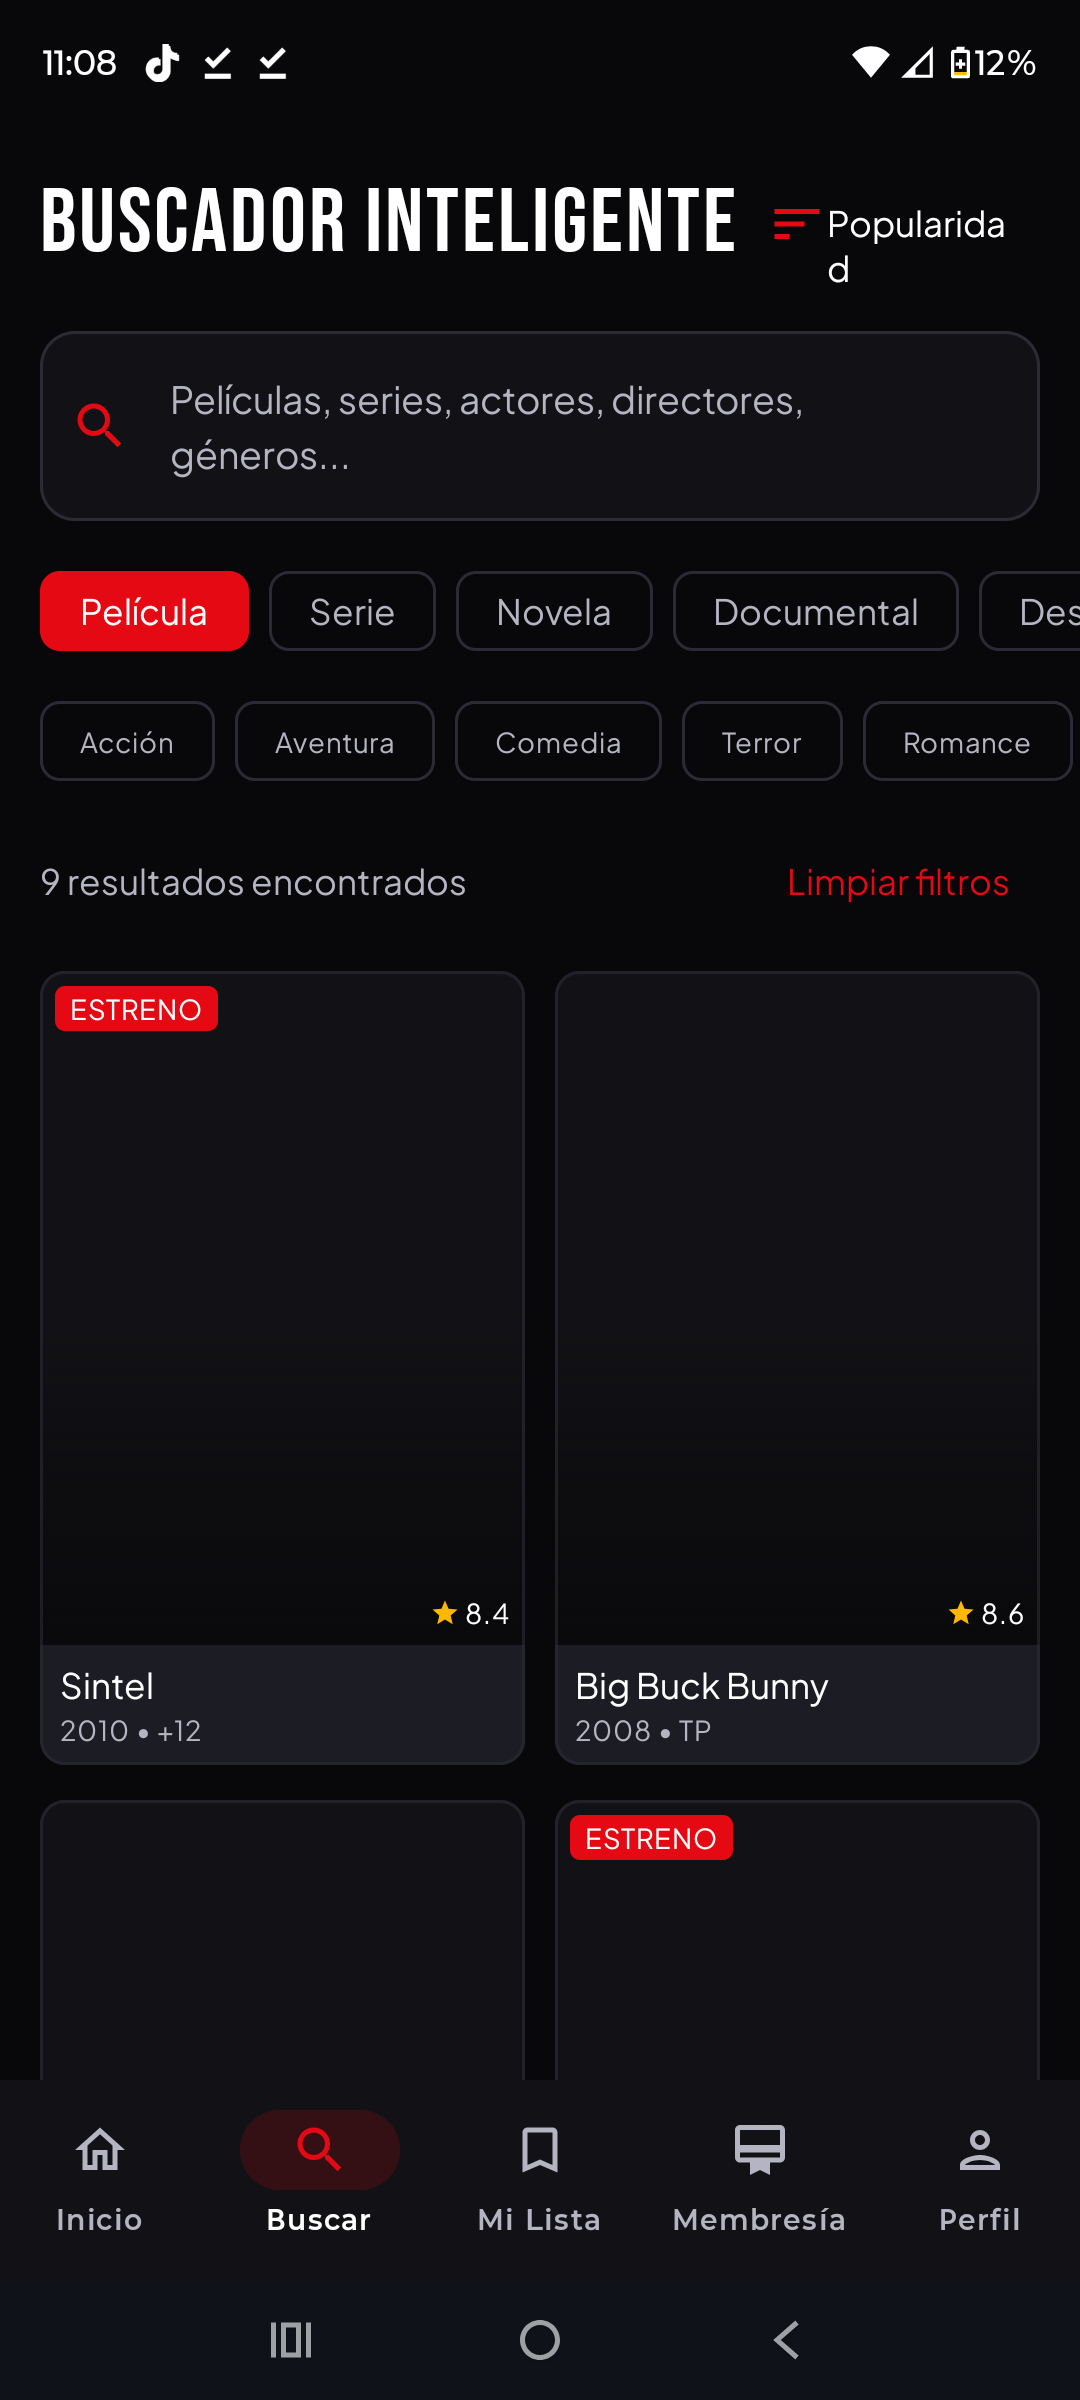 11:08
12%
BUSCADOR INTELIGENTE
Popularida
d
Películas, series, actores, directores,
géneros...
Película Serie Novela Documental Des
Acción Aventura Comedia Terror Romance
9 resultados encontrados Limpiar filtros
ESTRENO
8.4 8.6
Sintel Big Buck Bunny
2010 • +12 2008 • TP
ESTRENO
Inicio Buscar Mi Lista Membresía Perfil